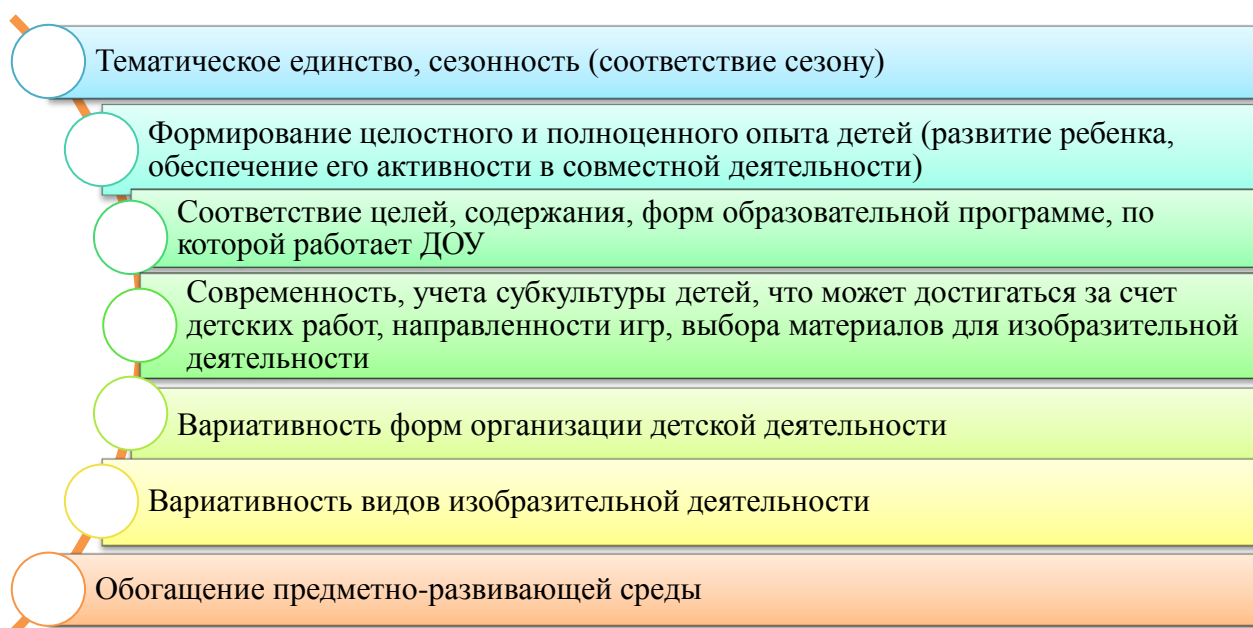 Тематическое единство, сезонность (соответствие сезону)
Формирование целостного и полноценного опыта детей (развитие ребенка,
обеспечение его активности в совместной деятельности)
Соответствие целей, содержания, форм образовательной программе, по
которой работает ДОУ
Современность, учета субкультуры детей, что может достигаться за счет
детских работ, направленности игр, выбора материалов для изобразительной
деятельности
Вариативность форм организации детской деятельности
Вариативность видов изобразительной деятельности
Обогащение предметно-развивающей среды